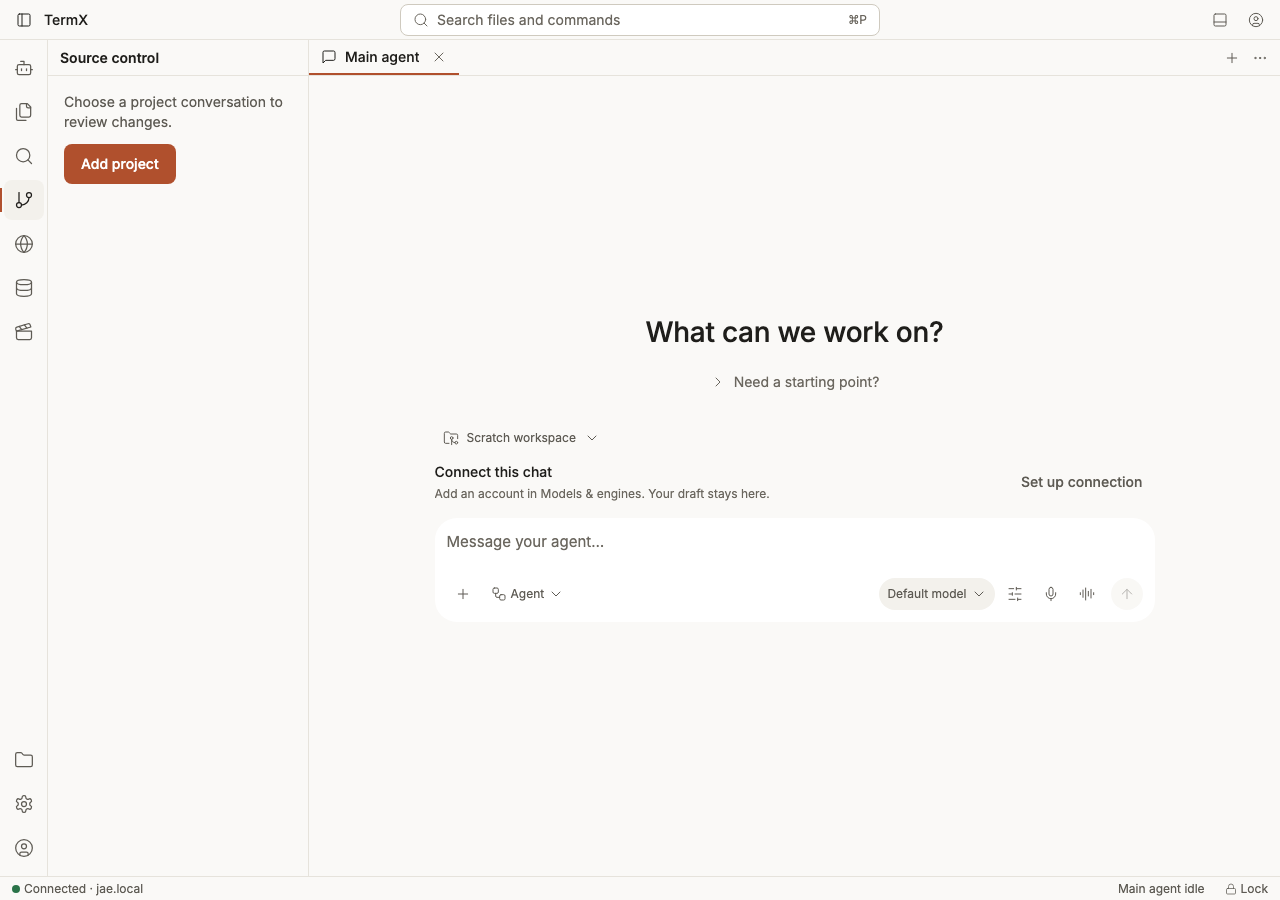 TermX
Search files and commands
⌘P
Source control
Main agent
Choose a project conversation to
review changes.
Add project
What can we work on?
Need a starting point?
Scratch workspace
Connect this chat
Add an account in Models & engines. Your draft stays here.
Set up connection
Message your agent...
Agent
Default model
Connected · jae.local
Main agent idle
Lock